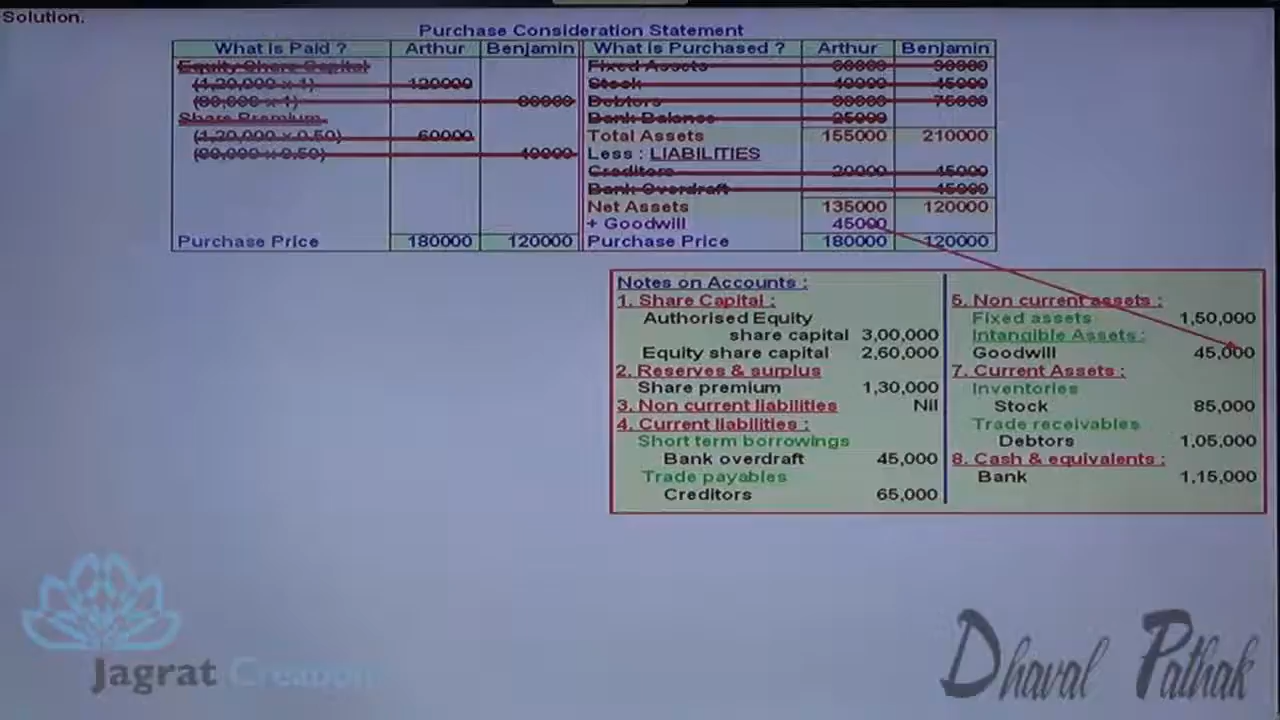 Solution.
Purchase Consideration Statement
What is Paid ? Arthur Benjamin What is Purchased ? Arthur Benjamin
Equity Share Capital Fixed Assets 90000
(1,20,000 x 1) 120000 Stock 40000 45000
(80,000 x 1) 80000 Debtors 75000
Share Premium Bank Balance 25000
(1,20,000 x 0.50) 60000 Total Assets 155000 210000
(80,000 x 0.50) 40000 Less : LIABILITIES
Creditors 20000 45000
Bank Overdraft 45000
Net Assets 135000 120000
+ Goodwill 45000
Purchase Price 180000 120000 Purchase Price 180000 120000
Notes on Accounts :
1. Share Capital :
Authorised Equity
share capital 3,00,000
Equity share capital 2,60,000
2. Reserves & surplus
Share premium 1,30,000
3. Non current liabilities Nil
4. Current liabilities :
Short term borrowings
Bank overdraft 45,000
Trade payables
Creditors 65,000
5. Non current assets :
Fixed assets 1,50,000
Intangible Assets :
Goodwill 45,000
7. Current Assets :
Inventories
Stock 85,000
Trade receivables
Debtors 1,05,000
8. Cash & equivalents :
Bank 1,15,000
Jagrat Creation
Dhaval Pathak